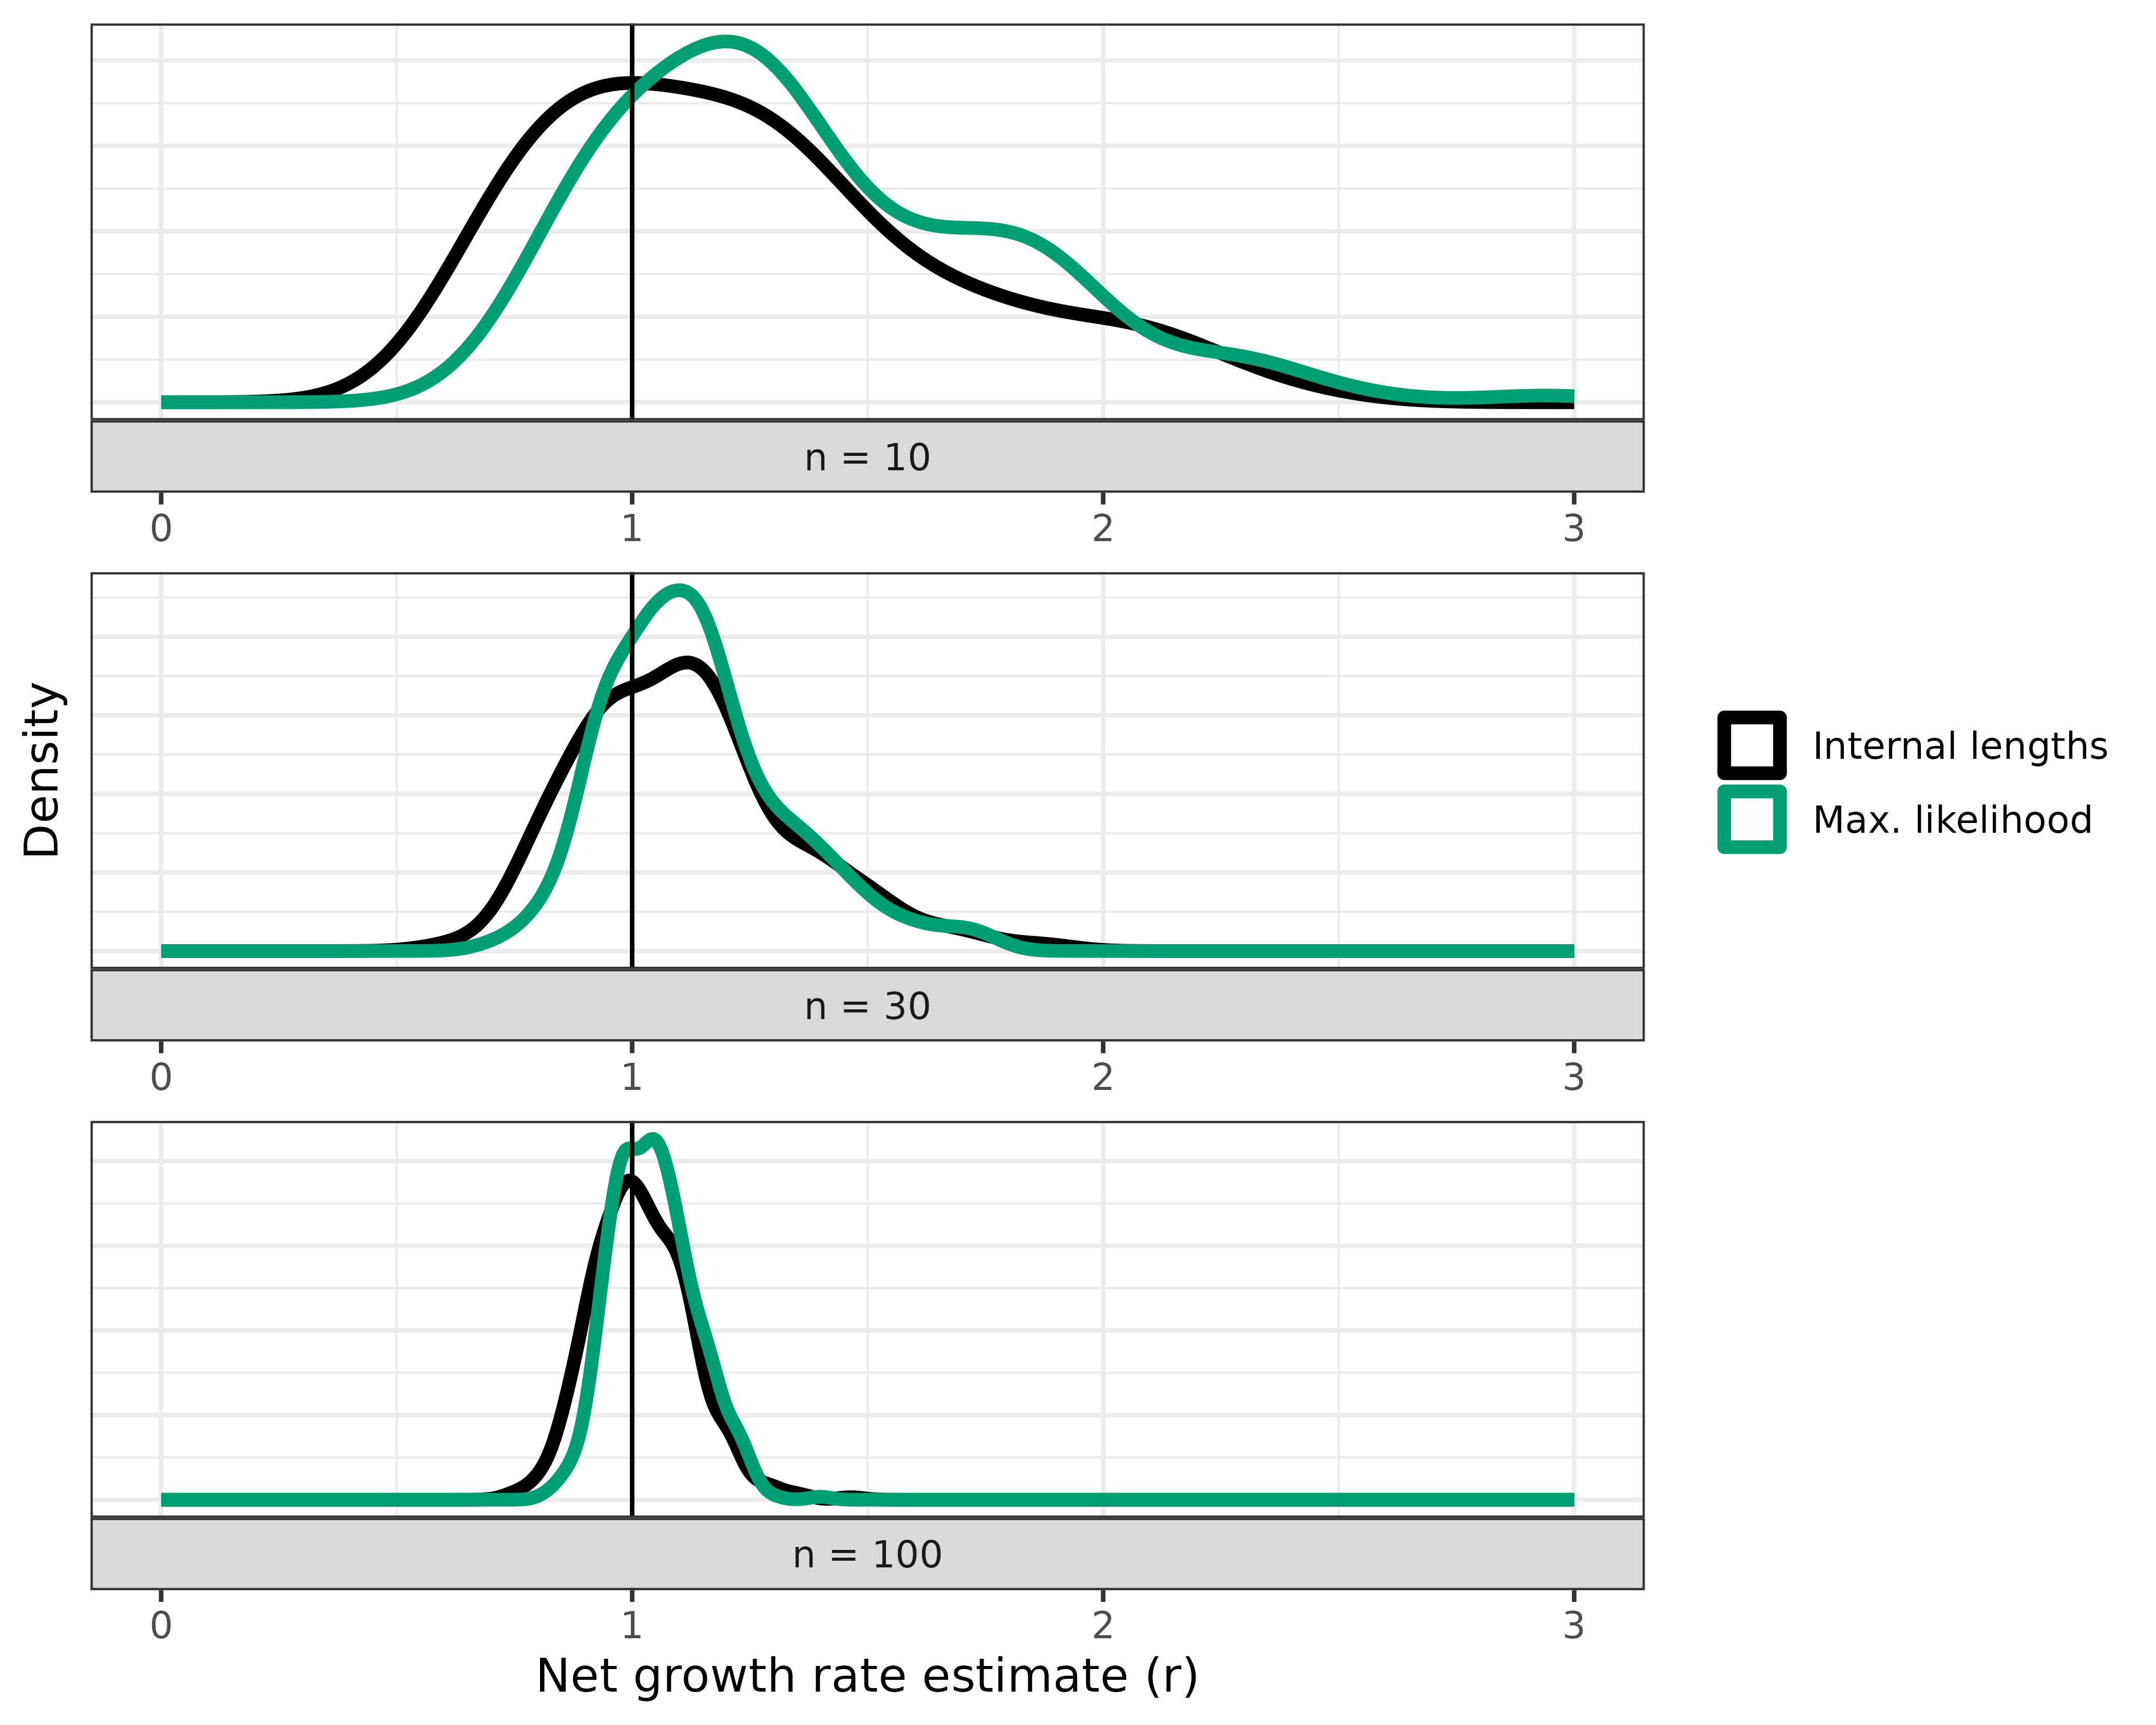 n = 10
0 1 2 3
n = 30
0 1 2 3
n = 100
0 1 2 3
Net growth rate estimate (r)
Density
Internal lengths
Max. likelihood